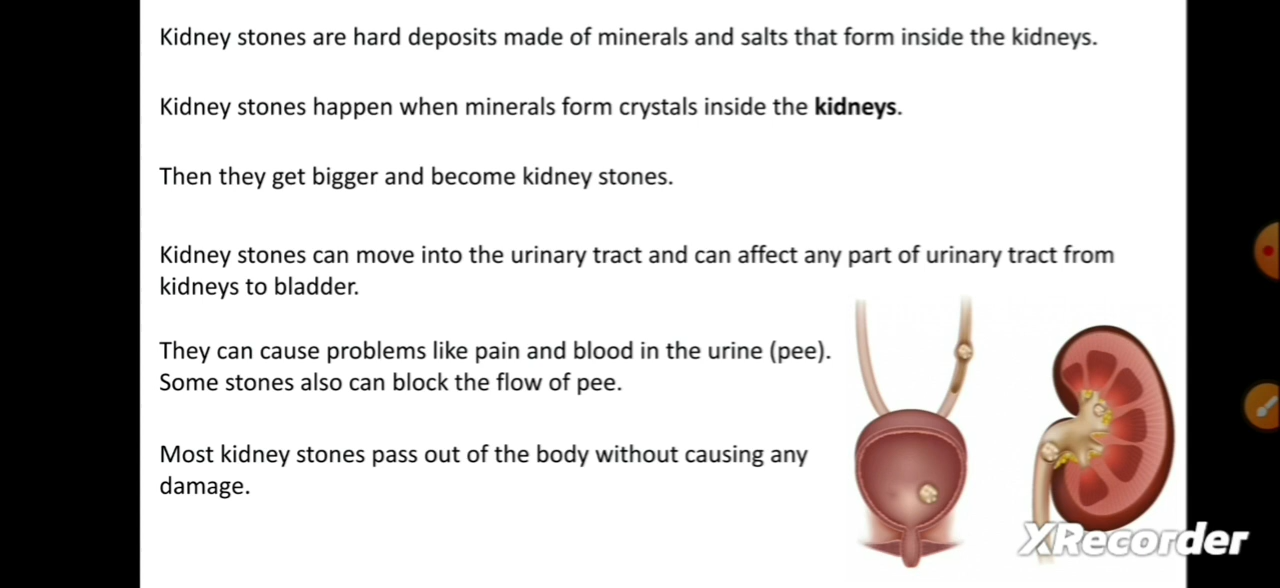 Kidney stones are hard deposits made of minerals and salts that form inside the kidneys.
Kidney stones happen when minerals form crystals inside the kidneys.
Then they get bigger and become kidney stones.
Kidney stones can move into the urinary tract and can affect any part of urinary tract from
kidneys to bladder.
They can cause problems like pain and blood in the urine (pee).
Some stones also can block the flow of pee.
Most kidney stones pass out of the body without causing any
damage.
XRecorder